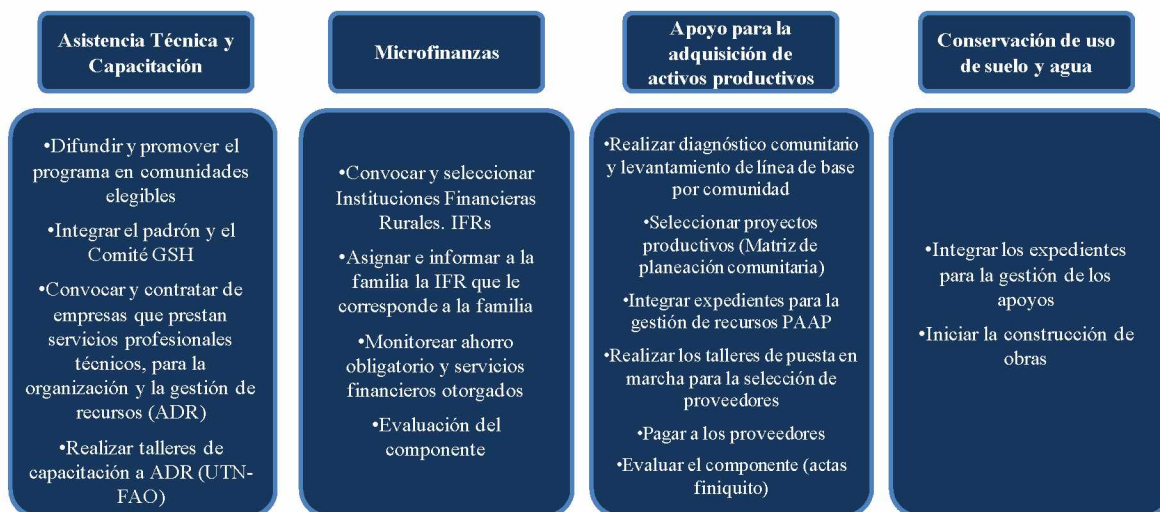 Asistencia Técnica y
Capacitación
•Difundir y promover el
programa en comunidades
elegibles
•Integrar el padrón y el
Comité GSH
•Convocar y contratar de
empresas que prestan
servicios profesionales
técnicos, para la
organización y la gestión de
recursos (ADR)
•Realizar talleres de
capacitación a ADR (UTN-
FAO)
Microfinanzas
•Convocar y seleccionar
Instituciones Financieras
Rurales. IFRs
•Asignar e informar a la
familia la IFR que le
corresponde a la familia
•Monitorear ahorro
obligatorio y servicios
financieros otorgados
•Evaluación del
componente
Apoyo para la
adquisición de
activos productivos
•Realizar diagnóstico comunitario
y levantamiento de línea de base
por comunidad
•Seleccionar proyectos
productivos (Matriz de
planeación comunitaria)
•Integrar expedientes para la
gestión de recursos PAAP
•Realizar los talleres de puesta en
marcha para la selección de
proveedores
•Pagar a los proveedores
•Evaluar el componente (actas
finiquito)
Conservación de uso
de suelo y agua
•Integrar los expedientes
para la gestión de los
apoyos
•Iniciar la construcción de
obras